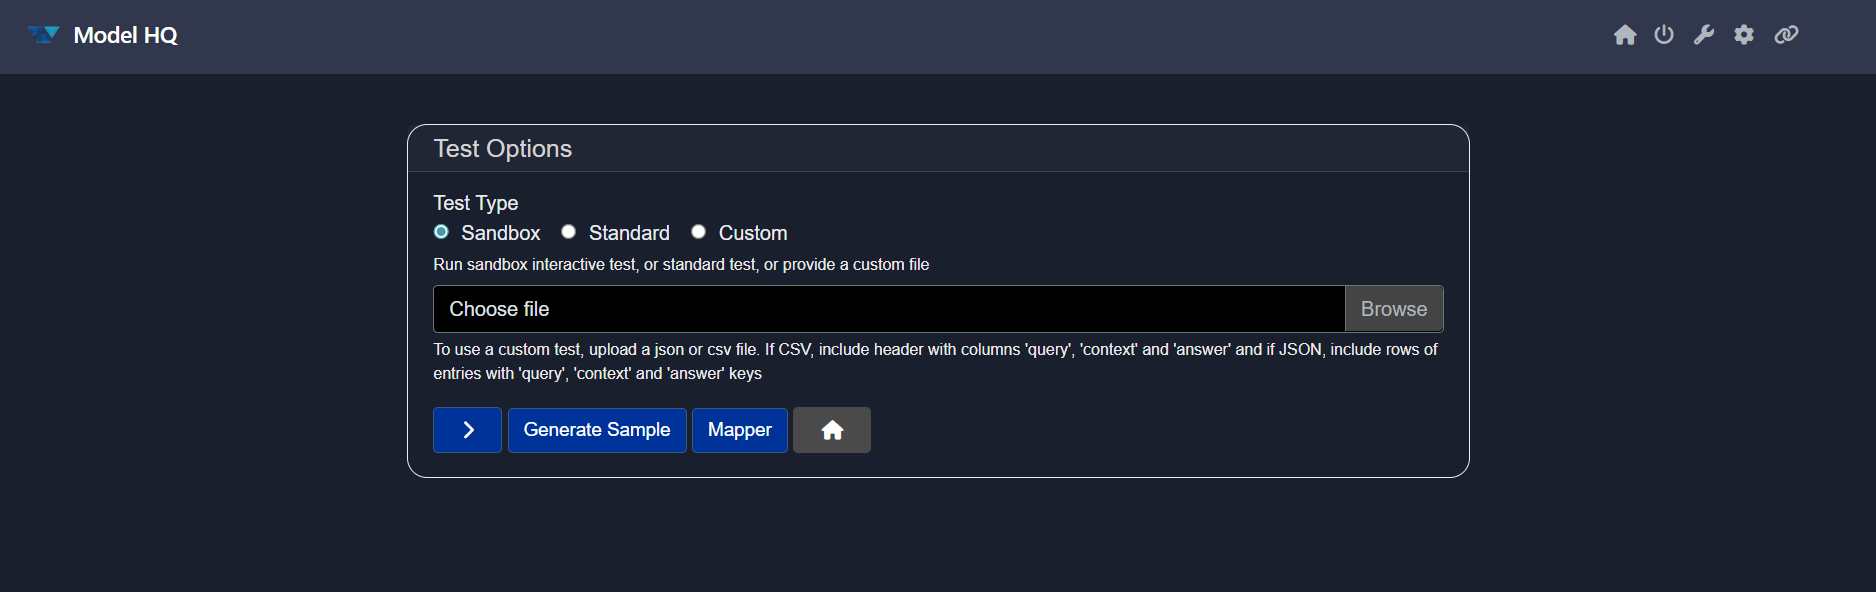 Model HQ
Test Options
Test Type
Sandbox Standard Custom
Run sandbox interactive test, or standard test, or provide a custom file
Choose file Browse
To use a custom test, upload a json or csv file. If CSV, include header with columns 'query', 'context' and 'answer' and if JSON, include rows of
entries with 'query', 'context' and 'answer' keys
Generate Sample Mapper